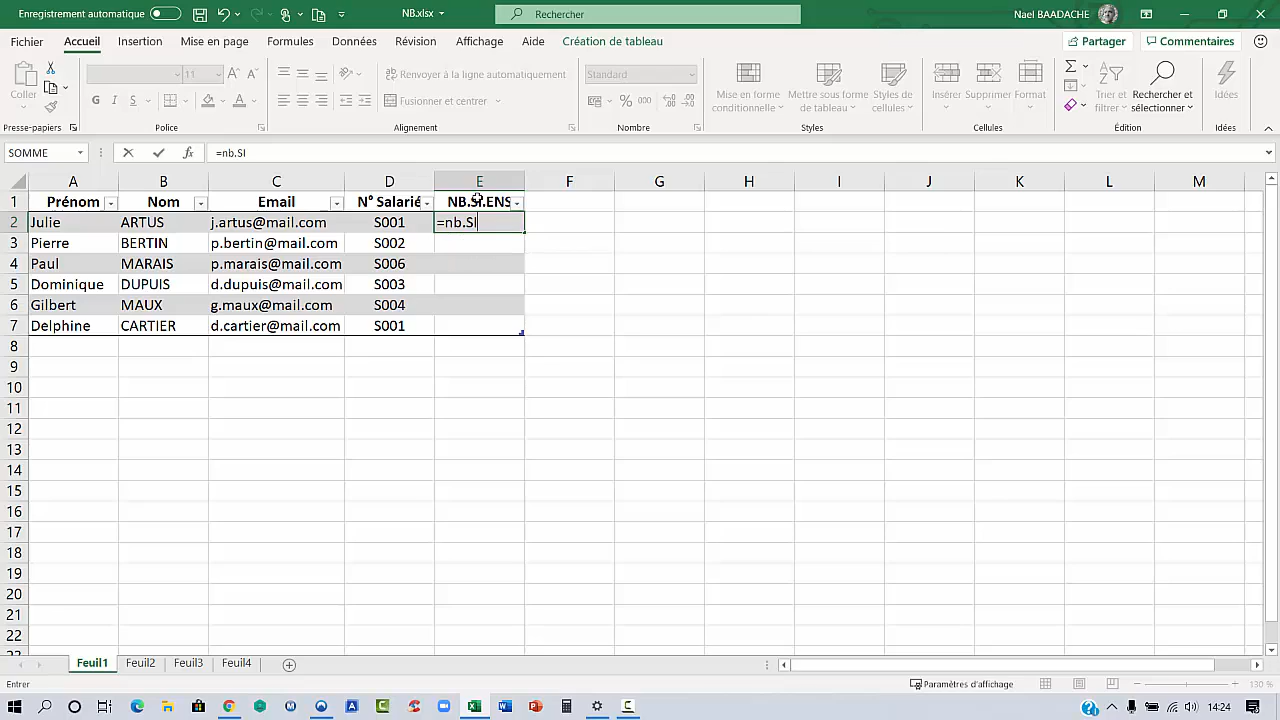 Enregistrement automatique
NB.xlsx
Rechercher
Nael BAADACHE
Fichier Accueil Insertion Mise en page Formules Données Révision Affichage Aide Création de tableau
Partager Commentaires
Coller
11
Renvoyer à la ligne automatiquement
Standard
G I S
Fusionner et centrer
% 000
Mise en forme conditionnelle
Mettre sous forme de tableau
Styles de cellules
Insérer Supprimer Format
Trier et filtrer
Rechercher et sélectionner
Idées
Presse-papiers Police Alignement Nombre Styles Cellules Édition Idées
SOMME fx =nb.SI
A B C D E F G H I J K L M
1 Prénom Nom Email N° Salarié NB.SI.ENS
2 Julie ARTUS j.artus@mail.com S001 =nb.SI
3 Pierre BERTIN p.bertin@mail.com S002
4 Paul MARAIS p.marais@mail.com S006
5 Dominique DUPUIS d.dupuis@mail.com S003
6 Gilbert MAUX g.maux@mail.com S004
7 Delphine CARTIER d.cartier@mail.com S001
8
9
10
11
12
13
14
15
16
17
18
19
20
21
22
Feuil1 Feuil2 Feuil3 Feuil4
Entrer
Paramètres d'affichage
130 %
14:24